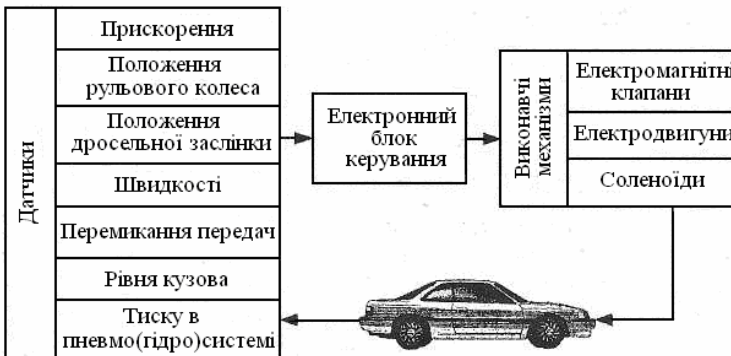 Датчики
Прискорення
Положення
рульового колеса
Положення
дросельної заслінки
Швидкості
Перемикання передач
Рівня кузова
Тиску в
пневмо(гідро)системі
Електронний
блок
керування
Виконавчі
механізми
Електромагнітні
клапани
Електродвигуни
Соленоїди